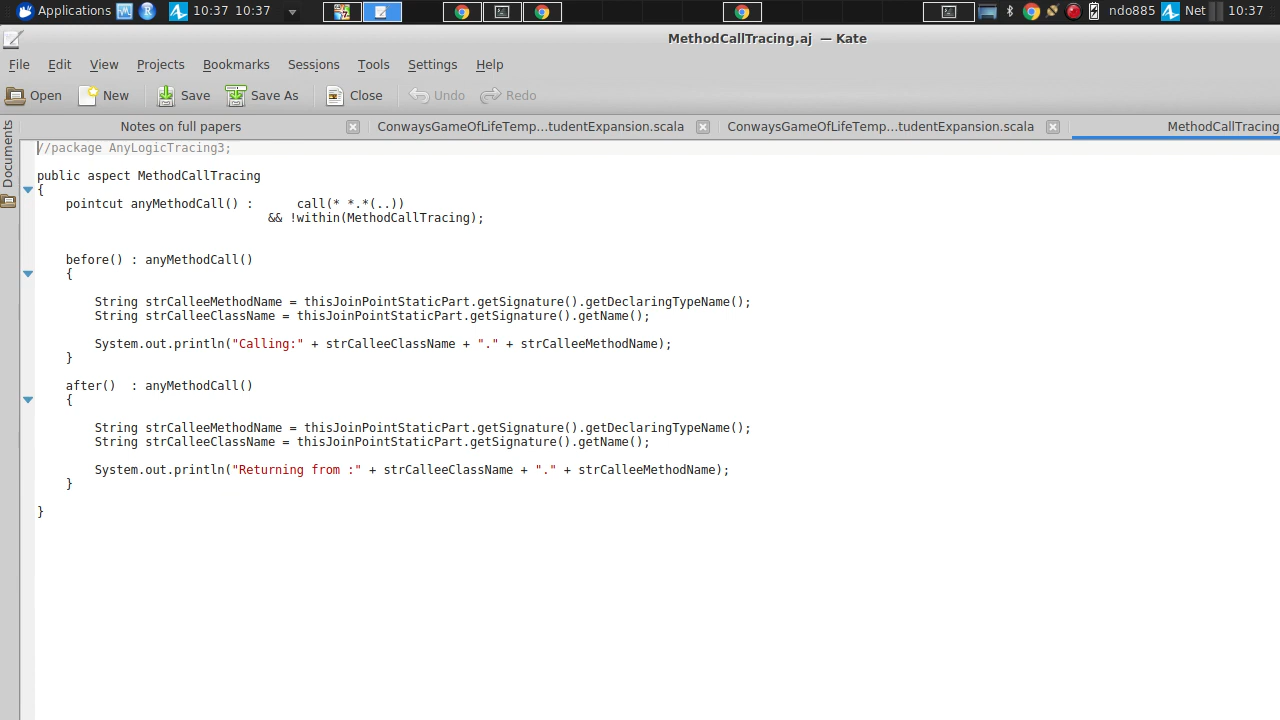 Applications 10:37 10:37 ndo885 Net 10:37
MethodCallTracing.aj — Kate
File Edit View Projects Bookmarks Sessions Tools Settings Help
Open New Save Save As Close Undo Redo
Notes on full papers ConwaysGameOfLifeTemp...tudentExpansion.scala ConwaysGameOfLifeTemp...tudentExpansion.scala MethodCallTracing
Documents
//package AnyLogicTracing3;
public aspect MethodCallTracing
{
pointcut anyMethodCall() : call(* *.*(..))
&& !within(MethodCallTracing);
before() : anyMethodCall()
{
String strCalleeMethodName = thisJoinPointStaticPart.getSignature().getDeclaringTypeName();
String strCalleeClassName = thisJoinPointStaticPart.getSignature().getName();
System.out.println("Calling:" + strCalleeClassName + "." + strCalleeMethodName);
}
after() : anyMethodCall()
{
String strCalleeMethodName = thisJoinPointStaticPart.getSignature().getDeclaringTypeName();
String strCalleeClassName = thisJoinPointStaticPart.getSignature().getName();
System.out.println("Returning from :" + strCalleeClassName + "." + strCalleeMethodName);
}
}